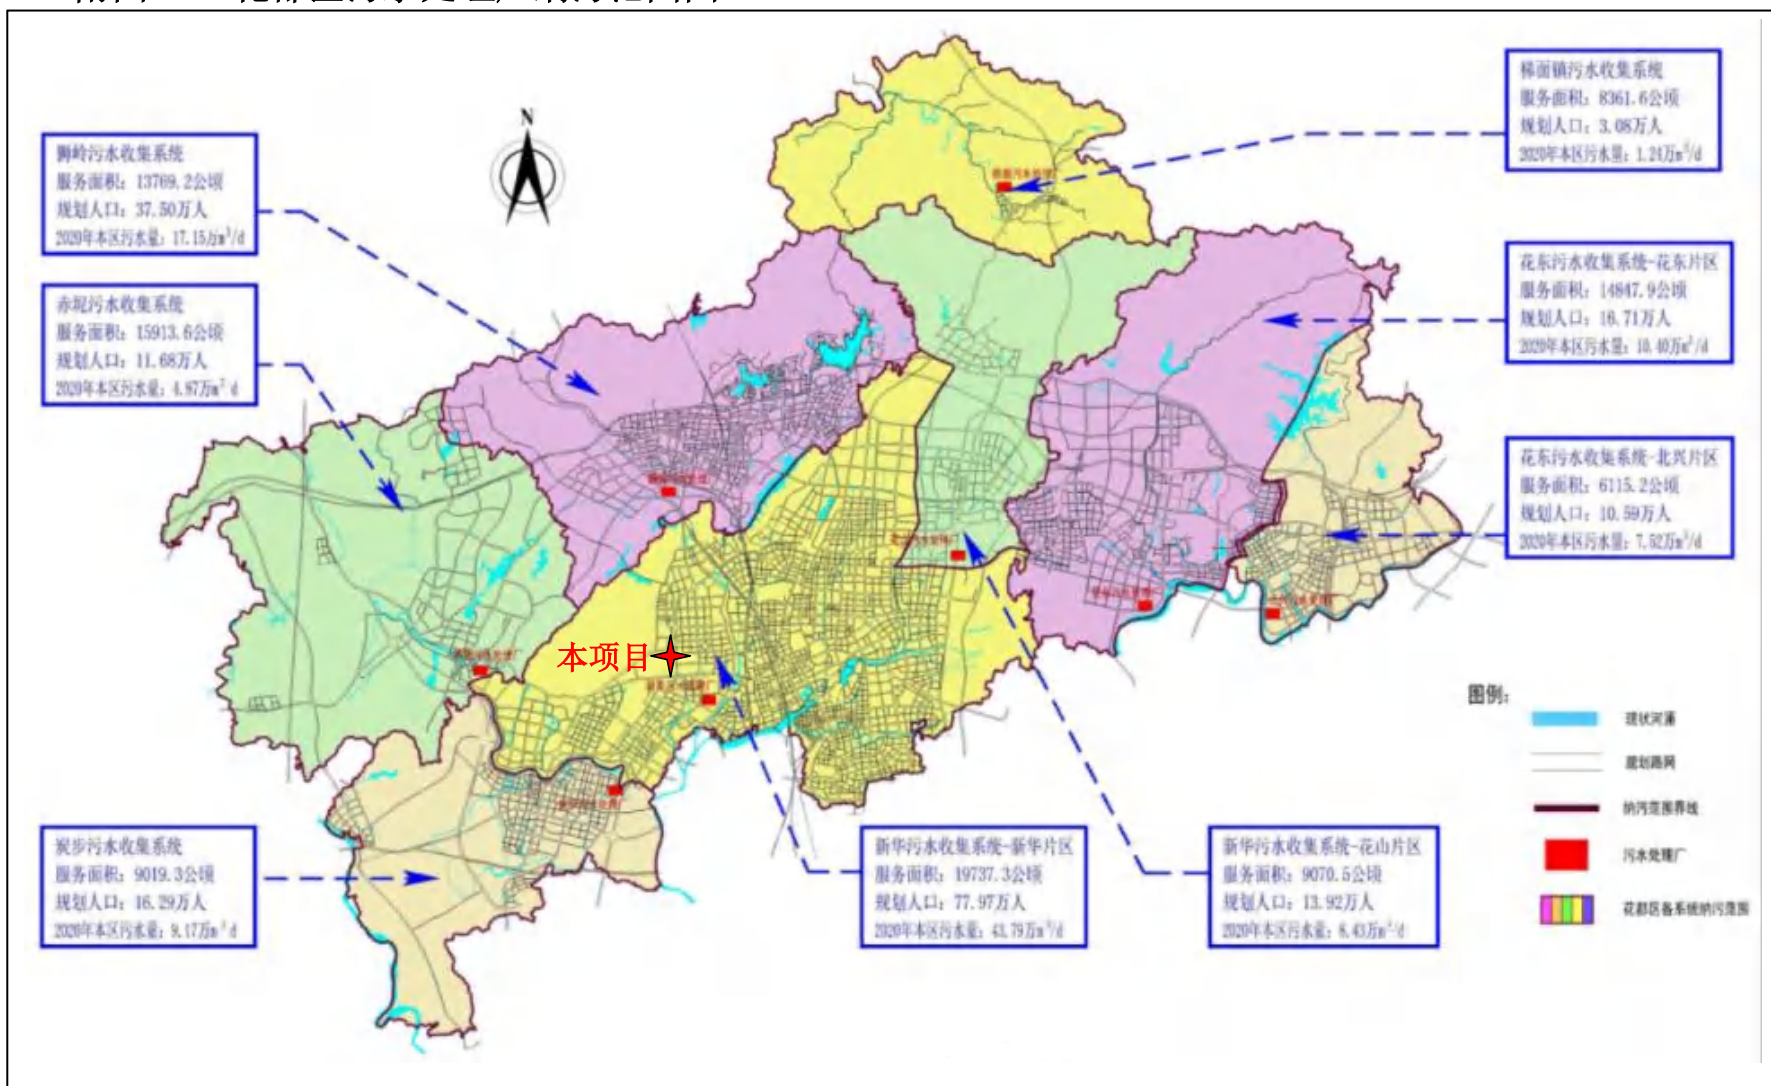 N
梯面镇污水收集系统
服务面积：8361.6公顷
规划人口：3.08万人
2020年本区污水量：1.24万m³/d
狮岭污水收集系统
服务面积：13769.2公顷
规划人口：37.50万人
2020年本区污水量：17.15万m³/d
花东污水收集系统-花东片区
服务面积：14847.9公顷
规划人口：16.71万人
2020年本区污水量：10.40万m³/d
赤坭污水收集系统
服务面积：15913.6公顷
规划人口：11.68万人
2020年本区污水量：4.87万m³ d
花东污水收集系统-北兴片区
服务面积：6115.2公顷
规划人口：10.59万人
2020年本区污水量：7.52万m³/d
本项目
图例：
现状河涌
规划路网
纳污范围界线
污水处理厂
花都区各系统纳污范围
炭步污水收集系统
服务面积：9019.3公顷
规划人口：16.29万人
2020年本区污水量：9.17万m³ d
新华污水收集系统-新华片区
服务面积：19737.3公顷
规划人口：77.97万人
2020年本区污水量：43.79万m³/d
新华污水收集系统-花山片区
服务面积：9070.5公顷
规划人口：13.92万人
2020年本区污水量：8.43万m³/d